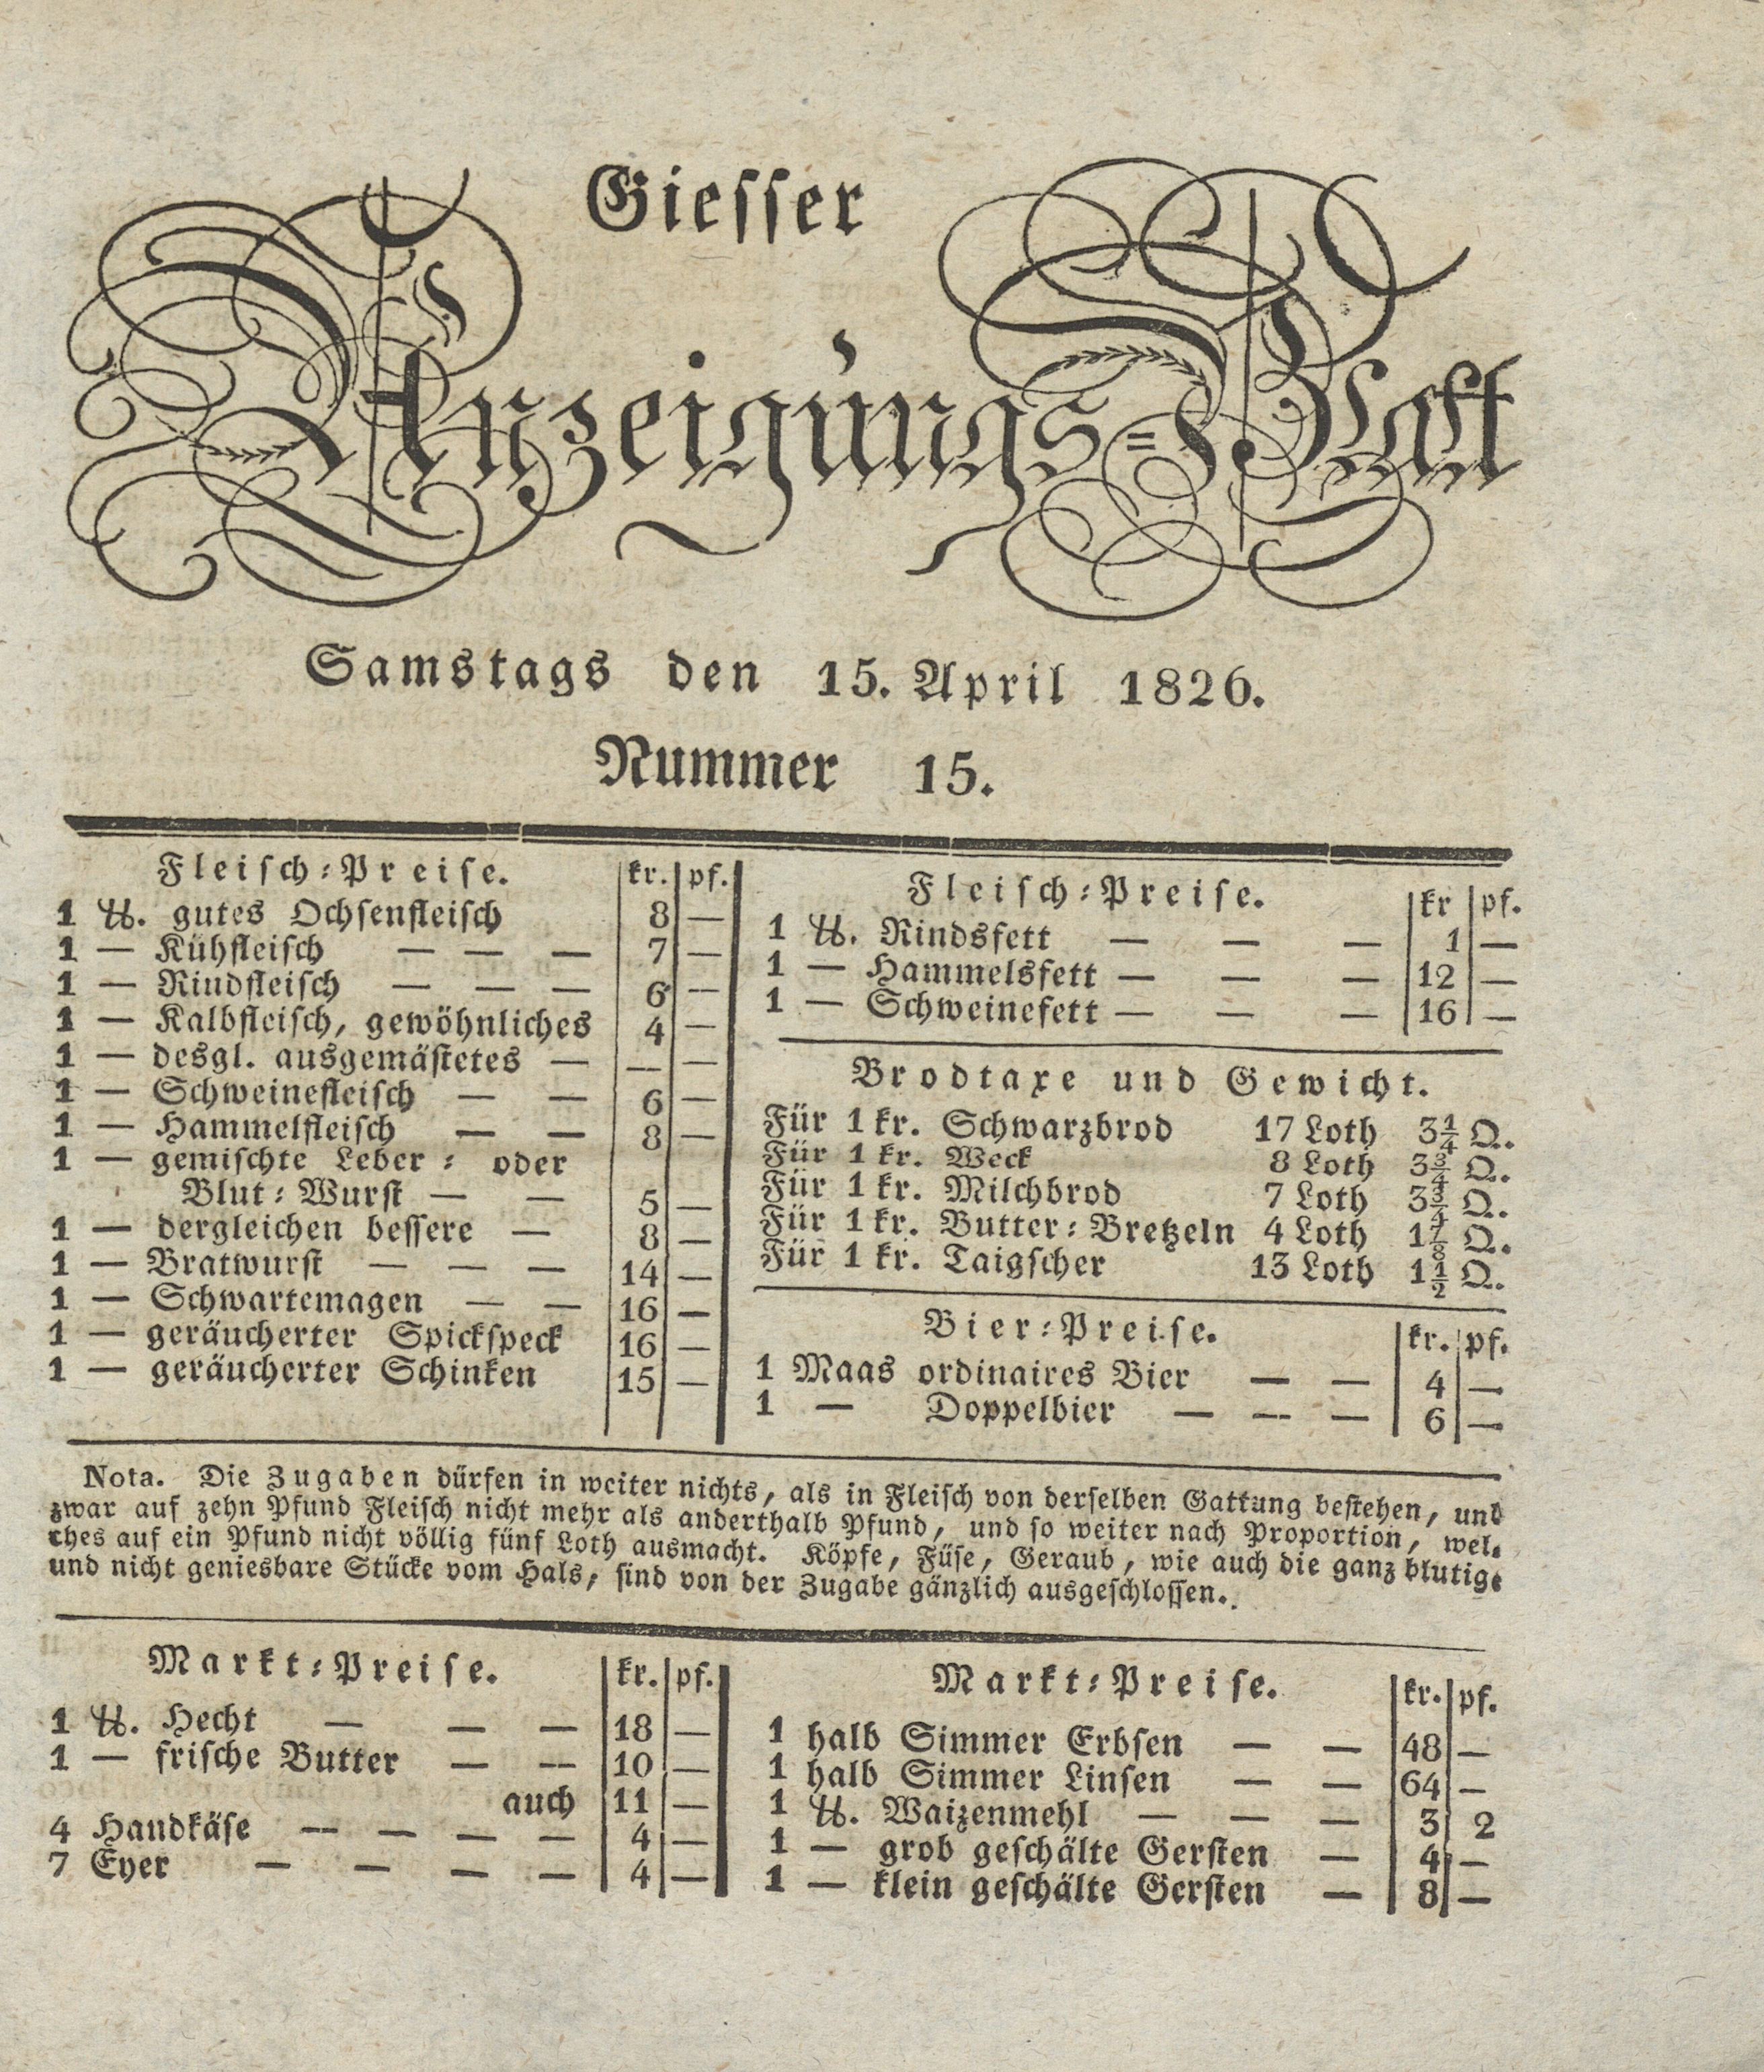 Giesser
Anzeigungs=Blatt
Samstags den 15. April 1826.
Nummer 15.
Fleisch=Preise. kr. pf.
1 ℔. gutes Ochsenfleisch 8 —
1 — Kühfleisch — — — 7 —
1 — Rindfleisch — — — 6 —
1 — Kalbfleisch, gewöhnliches 4 —
1 — desgl. ausgemästetes — — —
1 — Schweinefleisch — — 6 —
1 — Hammelfleisch — — 8 —
1 — gemischte Leber= oder
Blut=Wurst — — 5 —
1 — dergleichen bessere — 8 —
1 — Bratwurst — — — 14 —
1 — Schwartemagen — — 16 —
1 — geräucherter Spickspeck 16 —
1 — geräucherter Schinken 15 —
Fleisch=Preise. kr pf.
1 ℔. Rindsfett — — — 1 —
1 — Hammelsfett — — — 12 —
1 — Schweinefett — — — 16 —
Brodtaxe und Gewicht.
Für 1 kr. Schwarzbrod 17 Loth 3¼ Q.
Für 1 kr. Weck 8 Loth 3¾ Q.
Für 1 kr. Milchbrod 7 Loth 3¾ Q.
Für 1 kr. Butter=Bretzeln 4 Loth 1⅞ Q.
Für 1 kr. Taigscher 13 Loth 1½ Q.
Bier=Preise. kr. pf.
1 Maas ordinaires Bier — — 4 —
1 — Doppelbier — — — 6 —
Nota. Die Zugaben dürfen in weiter nichts, als in Fleisch von derselben Gattung bestehen, und
zwar auf zehn Pfund Fleisch nicht mehr als anderthalb Pfund, und so weiter nach Proportion, wel=
ches auf ein Pfund nicht völlig fünf Loth ausmacht. Köpfe, Füse, Geraub, wie auch die ganz blutige
und nicht geniesbare Stücke vom Hals, sind von der Zugabe gänzlich ausgeschlossen.
Markt=Preise. kr. pf.
1 ℔. Hecht — — — 18 —
1 — frische Butter — — 10 —
auch 11 —
4 Handkäse — — — — 4 —
7 Eyer — — — — 4 —
Markt=Preise. kr. pf.
1 halb Simmer Erbsen — — 48 —
1 halb Simmer Linsen — — 64 —
1 ℔. Waizenmehl — — — 3 2
1 — grob geschälte Gersten — 4 —
1 — klein geschälte Gersten — 8 —